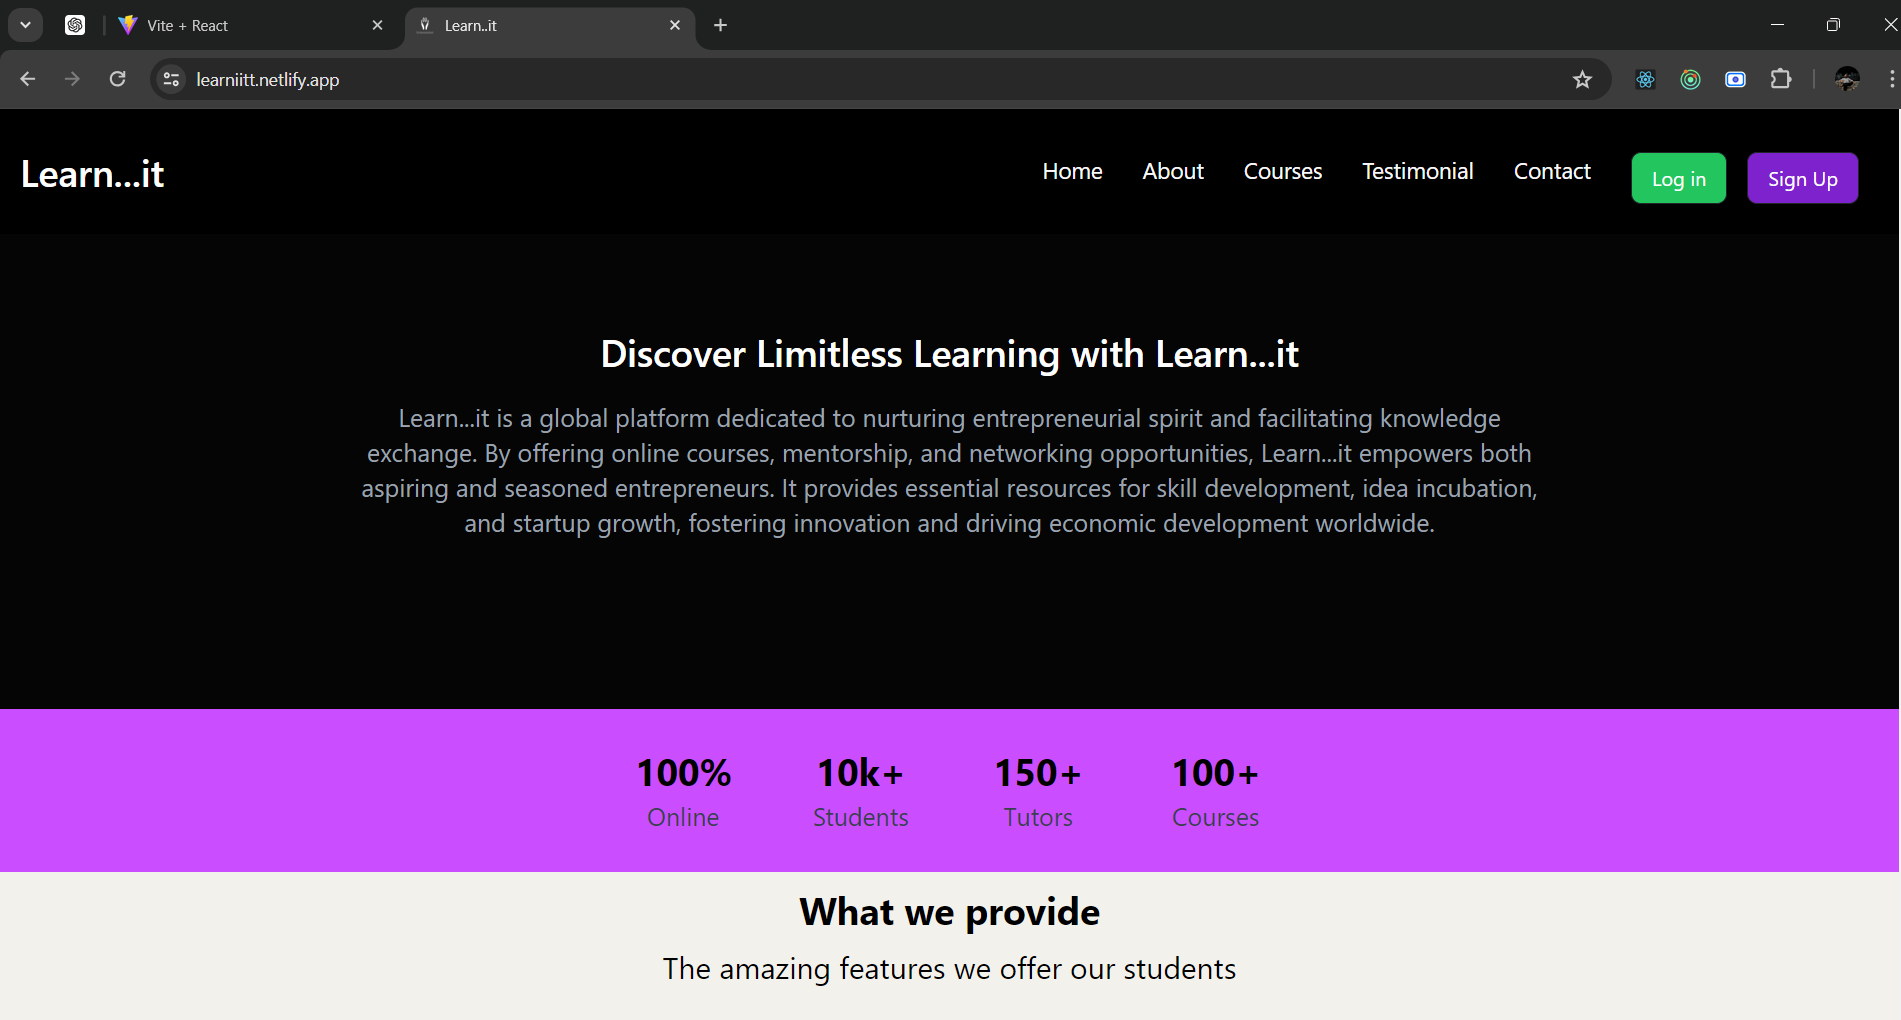 Vite + React
Learn..it
learniitt.netlify.app
Learn...it
Home About Courses Testimonial Contact Log in Sign Up
Discover Limitless Learning with Learn...it
Learn...it is a global platform dedicated to nurturing entrepreneurial spirit and facilitating knowledge
exchange. By offering online courses, mentorship, and networking opportunities, Learn...it empowers both
aspiring and seasoned entrepreneurs. It provides essential resources for skill development, idea incubation,
and startup growth, fostering innovation and driving economic development worldwide.
100% 10k+ 150+ 100+
Online Students Tutors Courses
What we provide
The amazing features we offer our students